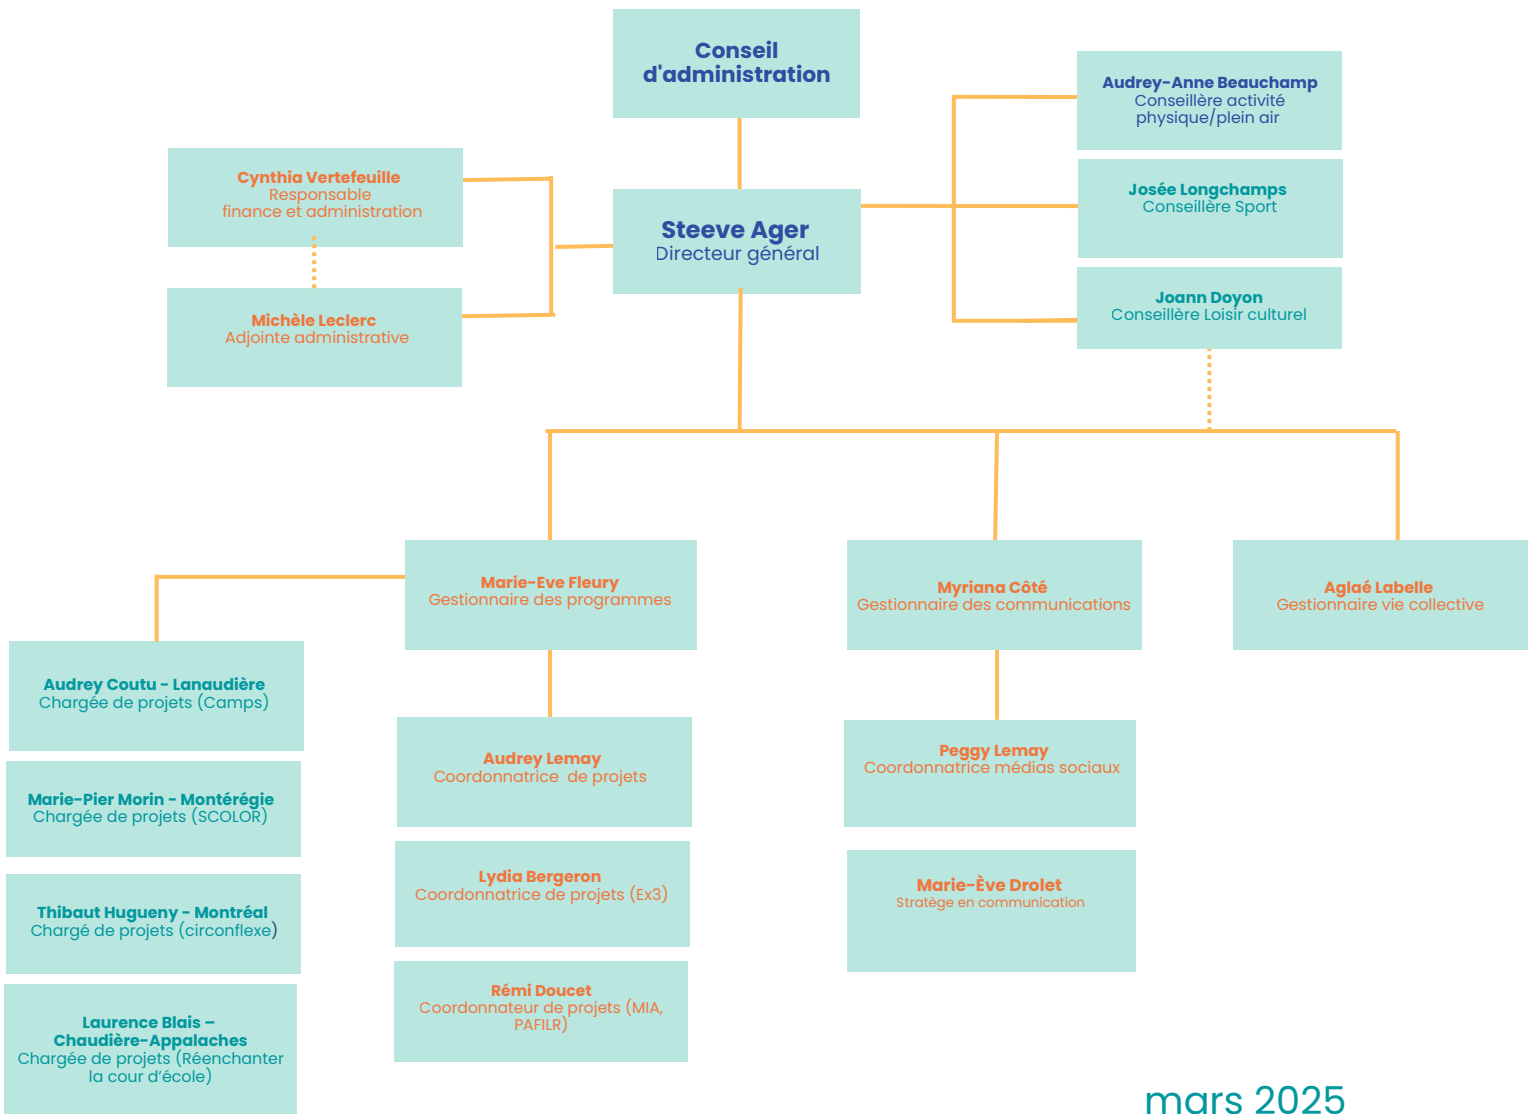 Conseil
d'administration
Audrey-Anne Beauchamp
Conseillère activité
physique/plein air
Cynthia Vertefeuille
Responsable
finance et administration
Josée Longchamps
Conseillère Sport
Steeve Ager
Directeur général
Michèle Leclerc
Adjointe administrative
Joann Doyon
Conseillère Loisir culturel
Marie-Eve Fleury
Gestionnaire des programmes
Myriana Côté
Gestionnaire des communications
Aglaé Labelle
Gestionnaire vie collective
Audrey Coutu - Lanaudière
Chargée de projets (Camps)
Marie-Pier Morin - Montérégie
Chargée de projets (SCOLOR)
Thibaut Hugueny - Montréal
Chargé de projets (circonflexe)
Laurence Blais –
Chaudière-Appalaches
Chargée de projets (Réenchanter
la cour d'école)
Audrey Lemay
Coordonnatrice de projets
Lydia Bergeron
Coordonnatrice de projets (Ex3)
Rémi Doucet
Coordonnateur de projets (MIA,
PAFILR)
Peggy Lemay
Coordonnatrice médias sociaux
Marie-Ève Drolet
Stratège en communication
mars 2025